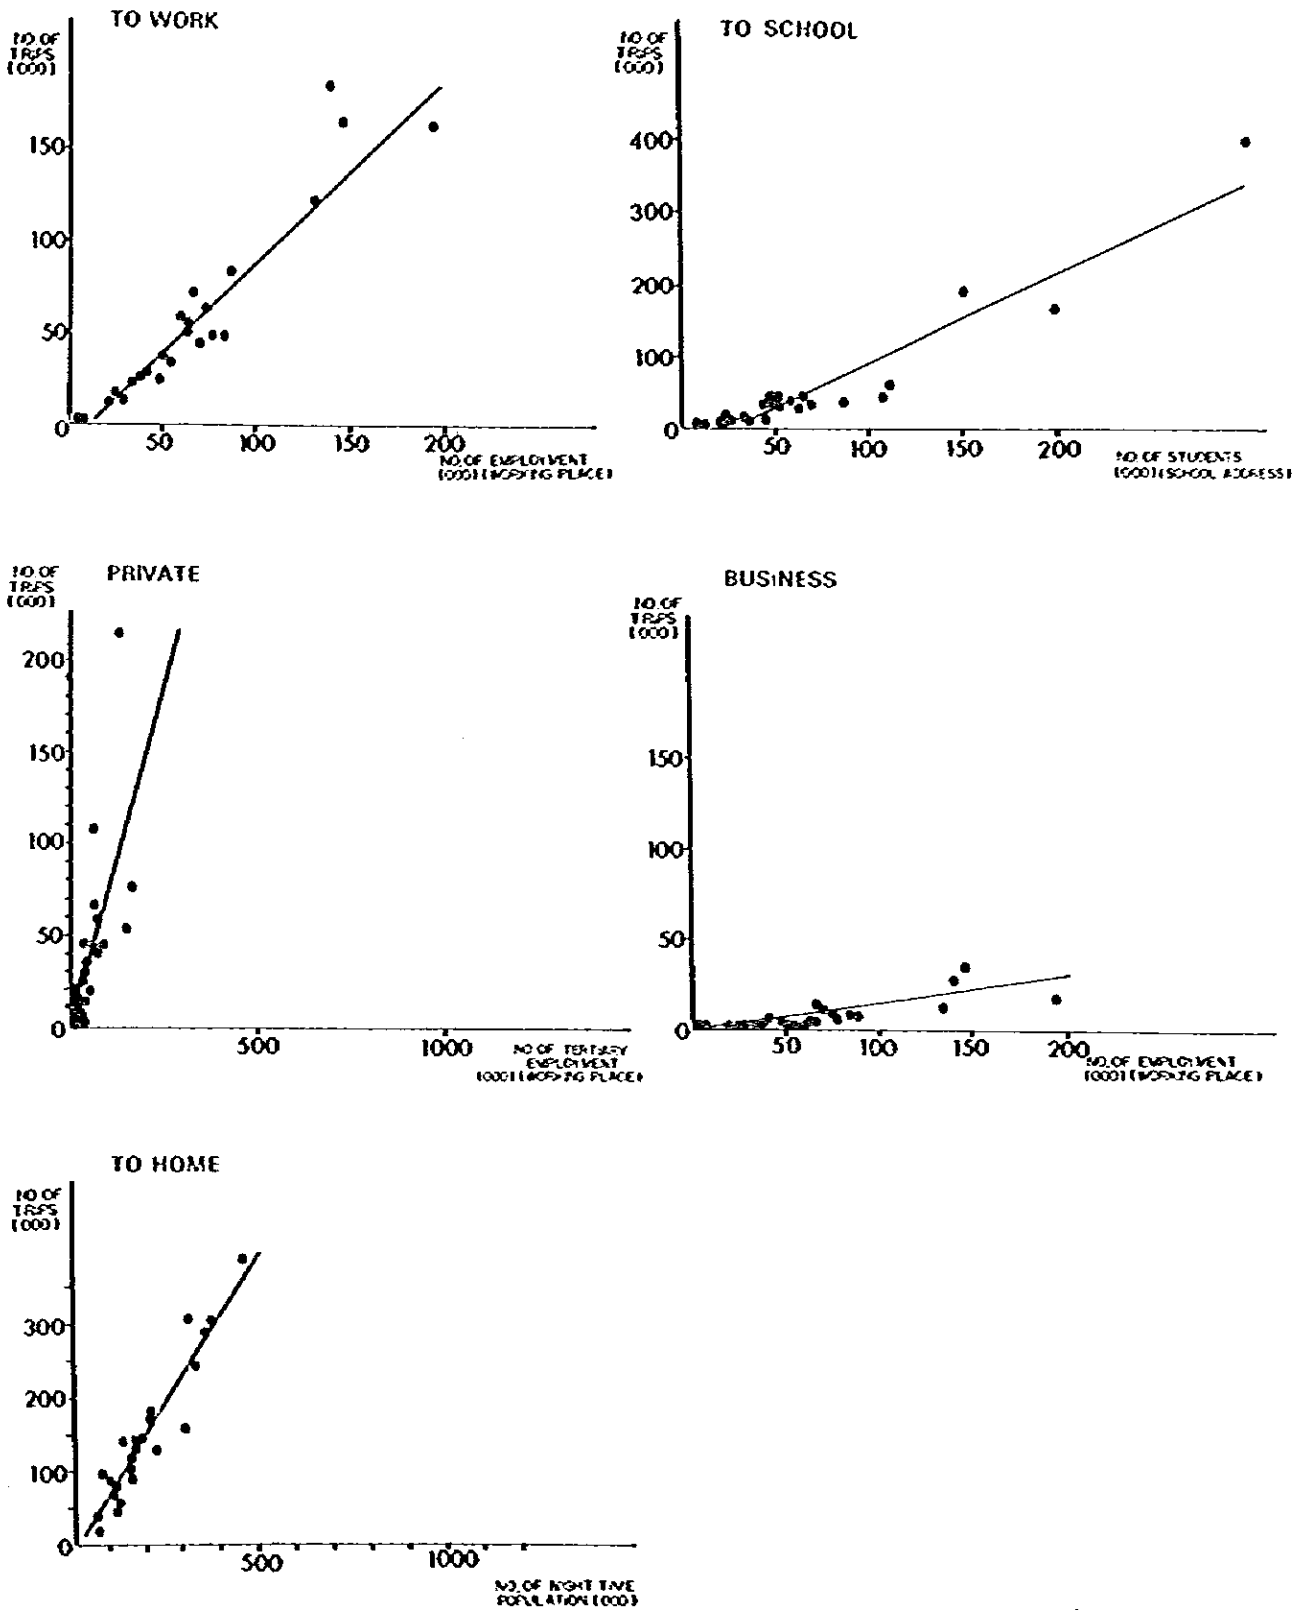 TO WORK
NO. OF
TRIPS
(000)
150
100
50
0
50
100
150
200
NO. OF EMPLOYMENT
(000) (WORKING PLACE)
TO SCHOOL
NO. OF
TRIPS
(000)
400
300
200
100
0
50
100
150
200
NO. OF STUDENTS
(000) (SCHOOL ADDRESS)
PRIVATE
NO. OF
TRIPS
(000)
200
150
100
50
0
500
1000
NO. OF TERTIARY
EMPLOYMENT
(000) (WORKING PLACE)
BUSINESS
NO. OF
TRIPS
(000)
150
100
50
0
50
100
150
200
NO. OF EMPLOYMENT
(000) (WORKING PLACE)
TO HOME
NO. OF
TRIPS
(000)
300
200
100
0
500
1000
NO. OF NIGHT TIME
POPULATION (000)